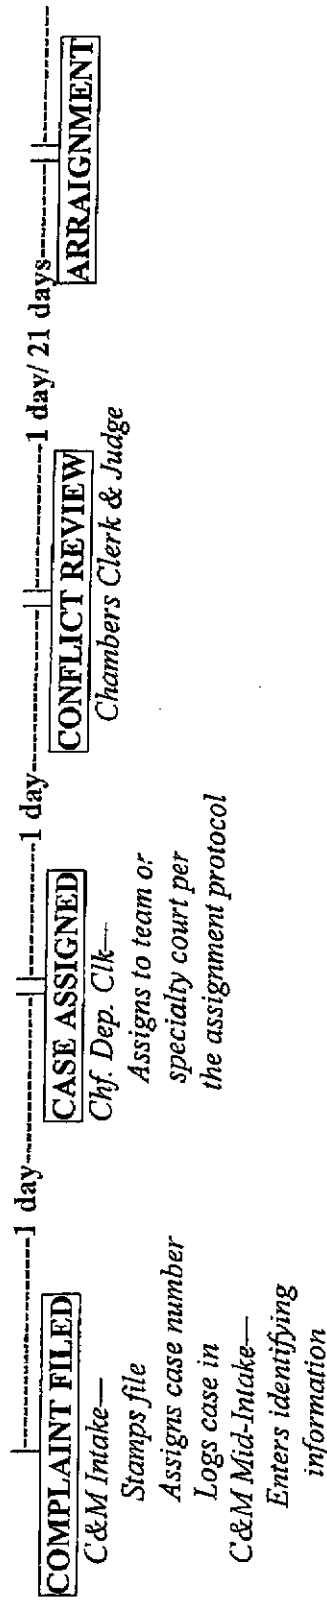 COMPLAINT FILED
C&M Intake—
Stamps file
Assigns case number
Logs case in
C&M Mid-Intake—
Enters identifying
information
1 day
CASE ASSIGNED
Chf. Dep. Clk—
Assigns to team or
specialty court per
the assignment protocol
1 day
CONFLICT REVIEW
Chambers Clerk & Judge
1 day/ 21 days
ARRAIGNMENT